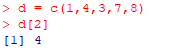 > d = c(1,4,3,7,8)
> d[2]
[1] 4